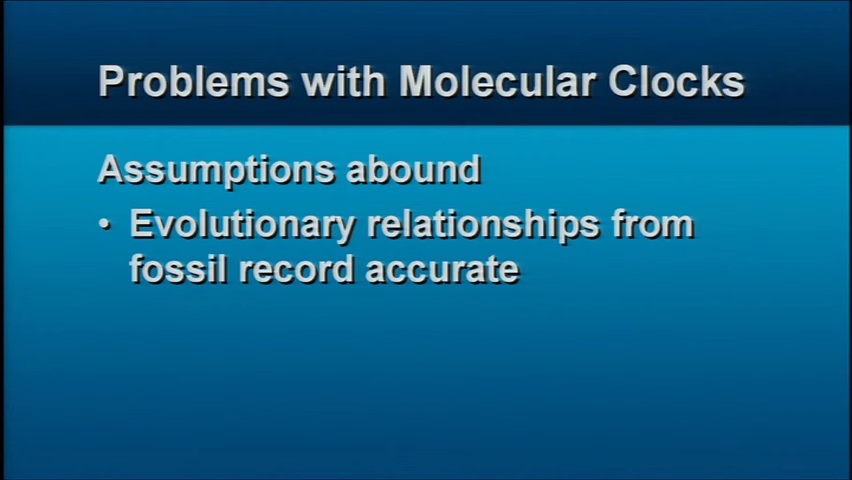 Problems with Molecular Clocks
Assumptions abound
• Evolutionary relationships from
fossil record accurate